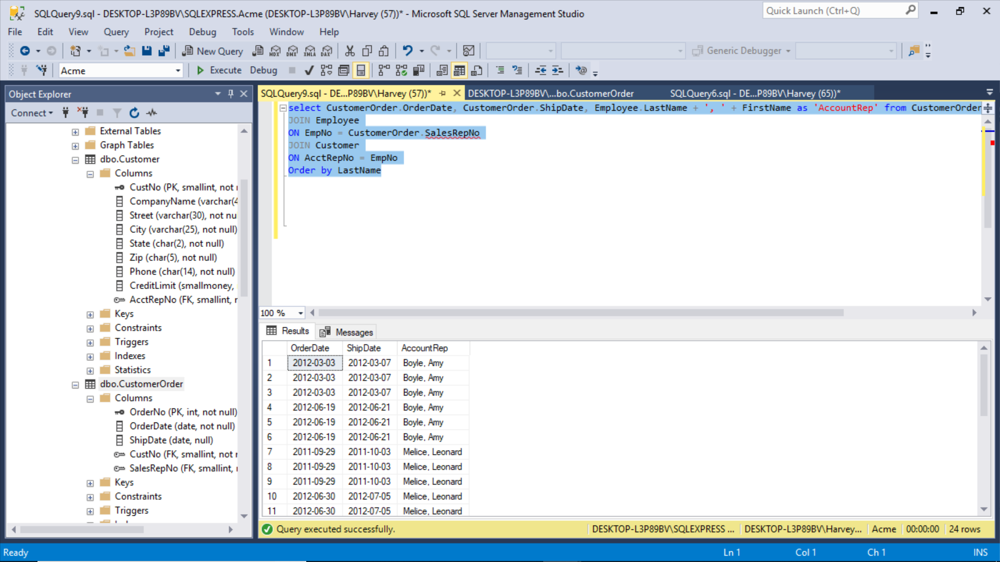 SQLQuery9.sql - DESKTOP-L3P89BV\SQLEXPRESS.Acme (DESKTOP-L3P89BV\Harvey (57))* - Microsoft SQL Server Management Studio
Quick Launch (Ctrl+Q)
File Edit View Query Project Debug Tools Window Help
New Query MDX DMX XMLA DAX Generic Debugger
Acme Execute Debug
Object Explorer
Connect
External Tables
Graph Tables
dbo.Customer
Columns
CustNo (PK, smallint, not
CompanyName (varchar(4
Street (varchar(30), not nu
City (varchar(25), not null)
State (char(2), not null)
Zip (char(5), not null)
Phone (char(14), not null)
CreditLimit (smallmoney,
AcctRepNo (FK, smallint,
Keys
Constraints
Triggers
Indexes
Statistics
dbo.CustomerOrder
Columns
OrderNo (PK, int, not null)
OrderDate (date, not null)
ShipDate (date, null)
CustNo (FK, smallint, not
SalesRepNo (FK, smallint,
Keys
Constraints
Triggers
SQLQuery9.sql - DE...P89BV\Harvey (57))* DESKTOP-L3P89BV\...bo.CustomerOrder SQLQuery6.sql - DE...P89BV\Harvey (65))*
select CustomerOrder.OrderDate, CustomerOrder.ShipDate, Employee.LastName + ', ' + FirstName as 'AccountRep' from CustomerOrder
JOIN Employee
ON EmpNo = CustomerOrder.SalesRepNo
JOIN Customer
ON AcctRepNo = EmpNo
Order by LastName
100 %
Results Messages
OrderDate ShipDate AccountRep
1 2012-03-03 2012-03-07 Boyle, Amy
2 2012-03-03 2012-03-07 Boyle, Amy
3 2012-03-03 2012-03-07 Boyle, Amy
4 2012-06-19 2012-06-21 Boyle, Amy
5 2012-06-19 2012-06-21 Boyle, Amy
6 2012-06-19 2012-06-21 Boyle, Amy
7 2011-09-29 2011-10-03 Melice, Leonard
8 2011-09-29 2011-10-03 Melice, Leonard
9 2011-09-29 2011-10-03 Melice, Leonard
10 2012-06-30 2012-07-05 Melice, Leonard
11 2012-06-30 2012-07-05 Melice, Leonard
Query executed successfully. DESKTOP-L3P89BV\SQLEXPRESS ... DESKTOP-L3P89BV\Harvey... Acme 00:00:00 24 rows
Ready Ln 1 Col 1 Ch 1 INS